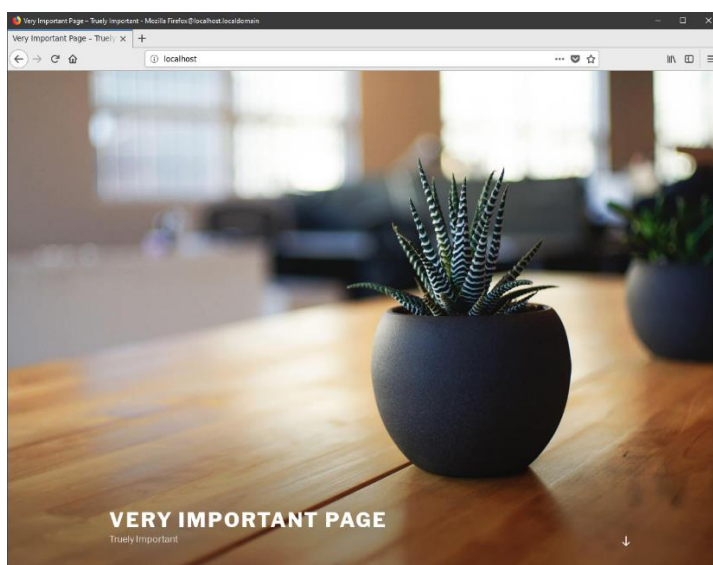 Very Important Page – Truely Important - Mozilla Firefox@localhost.localdomain
Very Important Page – Truely
localhost
VERY IMPORTANT PAGE
Truely Important